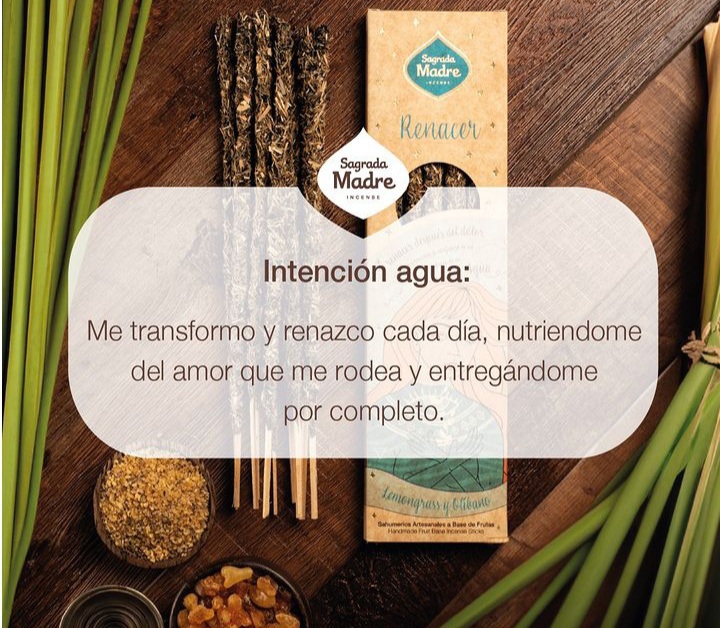 Sagrada
Madre
INCENSE
Renacer
Sagrada
Madre
INCENSE
Intención agua:
Me transformo y renazco cada día, nutriendome
del amor que me rodea y entregándome
por completo.
Lemongrass y Olíbano
Sahumerios Artesanales a Base de Frutas
Handmade Fruit Base Incense Sticks